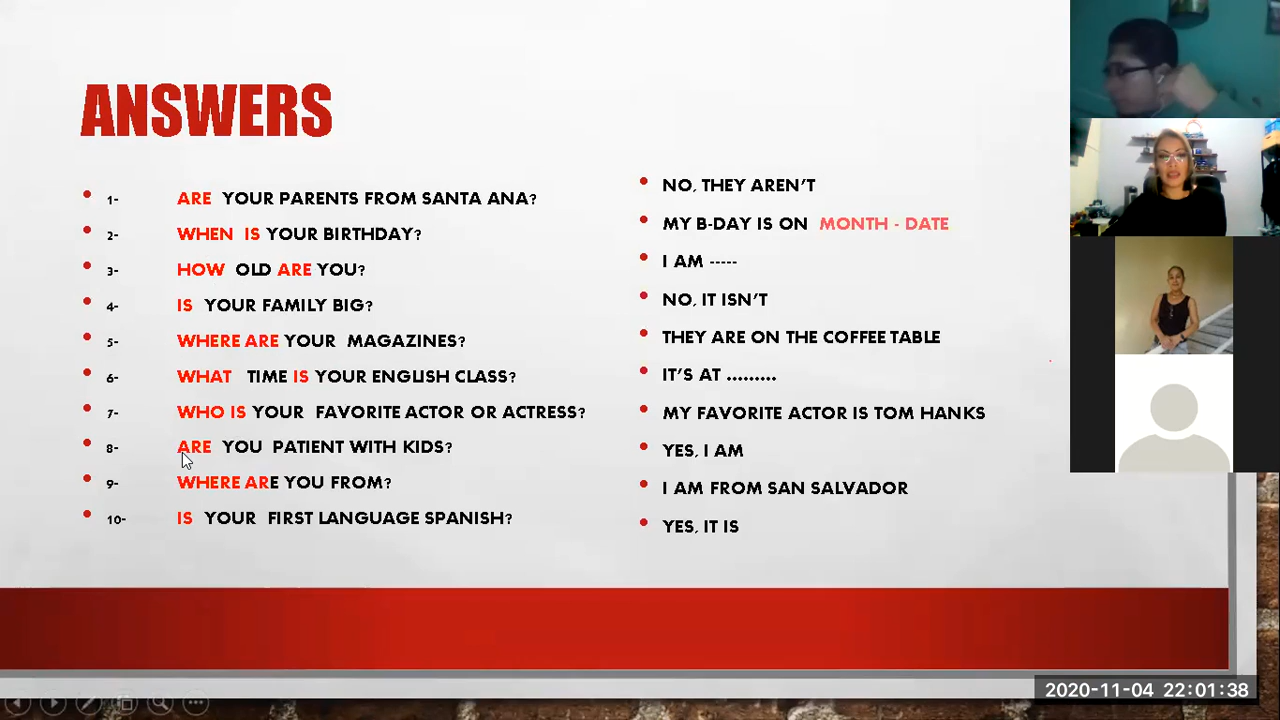 ANSWERS
1- ARE YOUR PARENTS FROM SANTA ANA?
2- WHEN IS YOUR BIRTHDAY?
3- HOW OLD ARE YOU?
4- IS YOUR FAMILY BIG?
5- WHERE ARE YOUR MAGAZINES?
6- WHAT TIME IS YOUR ENGLISH CLASS?
7- WHO IS YOUR FAVORITE ACTOR OR ACTRESS?
8- ARE YOU PATIENT WITH KIDS?
9- WHERE ARE YOU FROM?
10- IS YOUR FIRST LANGUAGE SPANISH?
NO, THEY AREN'T
MY B-DAY IS ON MONTH - DATE
I AM -----
NO, IT ISN'T
THEY ARE ON THE COFFEE TABLE
IT'S AT .........
MY FAVORITE ACTOR IS TOM HANKS
YES, I AM
I AM FROM SAN SALVADOR
YES, IT IS
2020-11-04 22:01:38